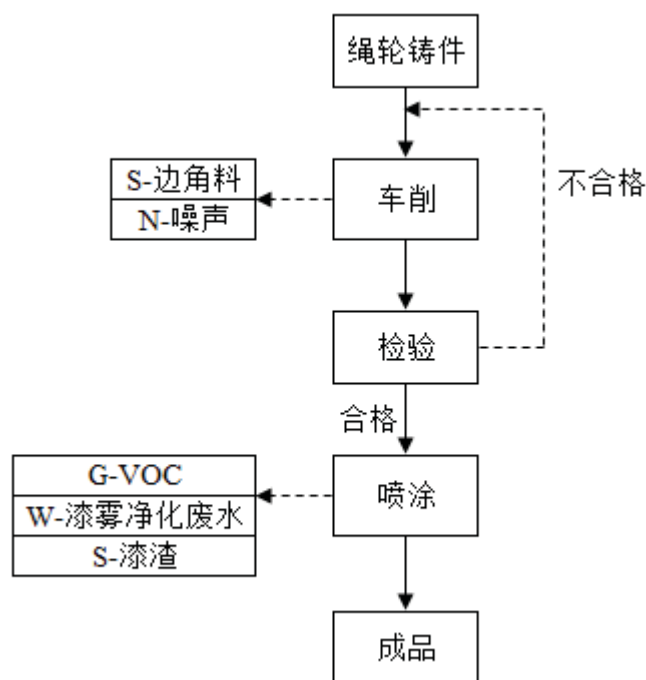 绳轮铸件
S-边角料
N-噪声
车削
不合格
检验
合格
G-VOC
W-漆雾净化废水
S-漆渣
喷涂
成品